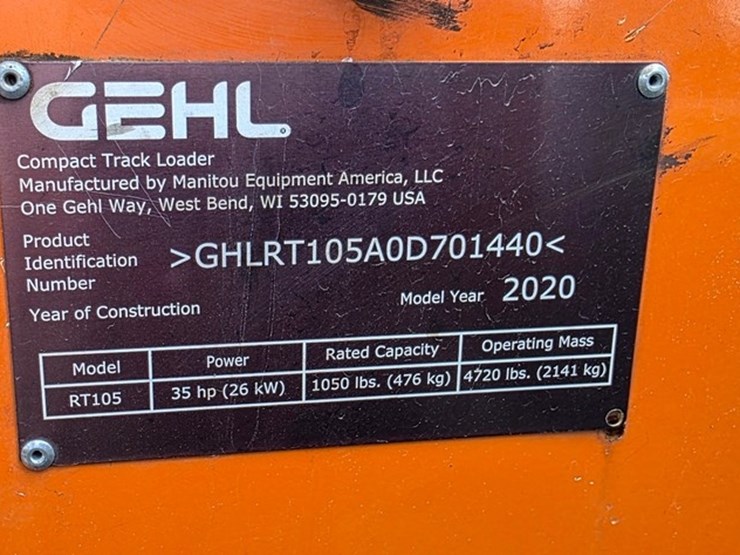 GEHL®
Compact Track Loader
Manufactured by Manitou Equipment America, LLC
One Gehl Way, West Bend, WI 53095-0179 USA
Product
Identification
Number
>GHLRT105A0D701440<
Year of Construction
Model Year 2020
Model Power Rated Capacity Operating Mass
RT105 35 hp (26 kW) 1050 lbs. (476 kg) 4720 lbs. (2141 kg)